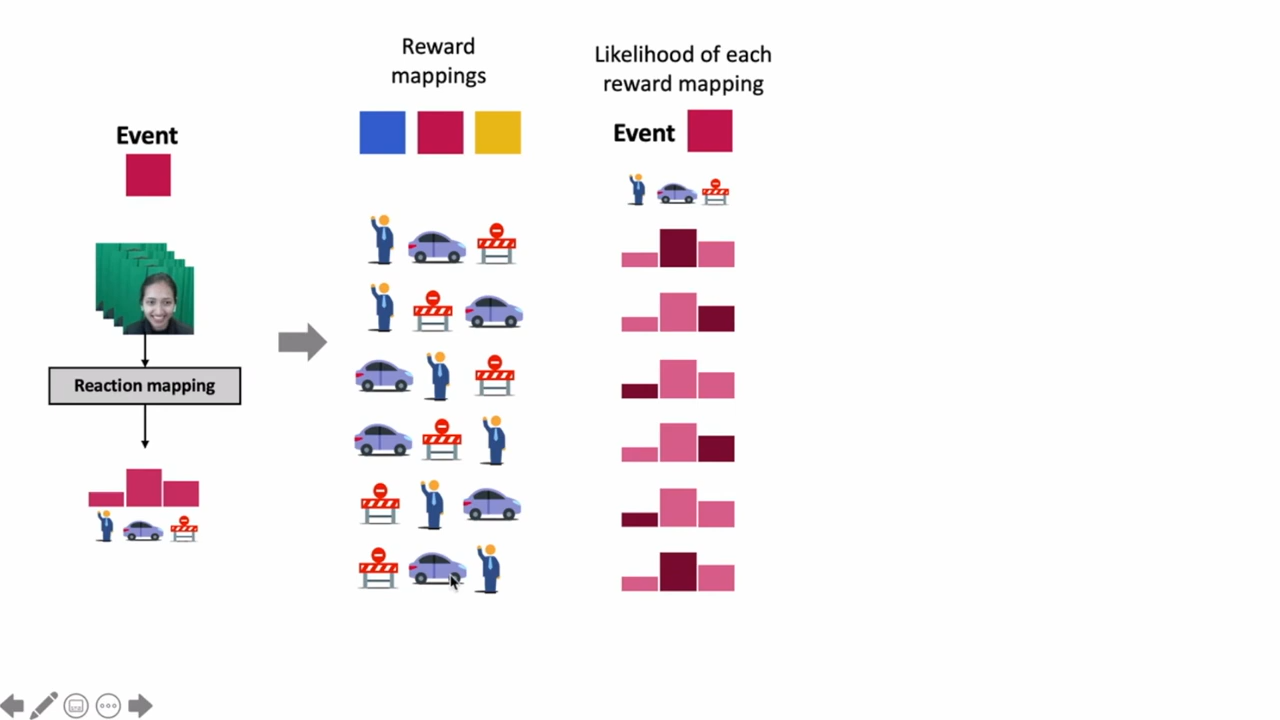 Reward
mappings
Likelihood of each
reward mapping
Event
Event
Reaction mapping